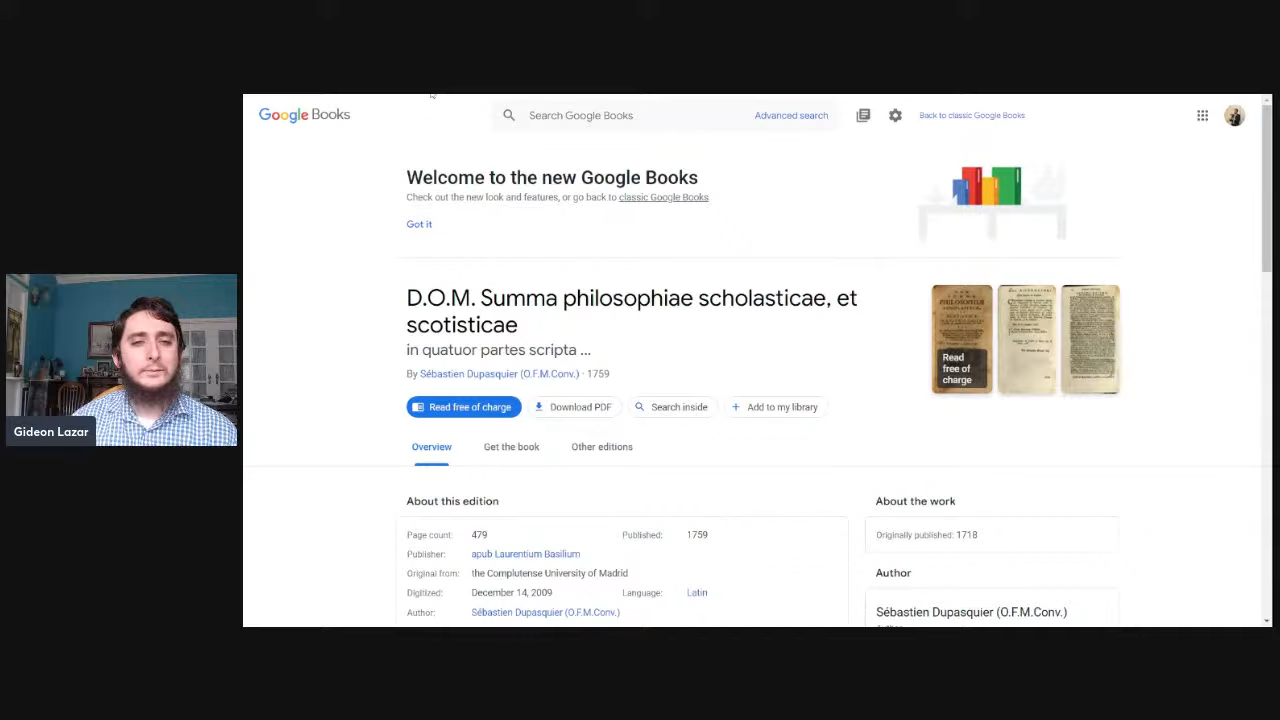 Google Books
Search Google Books
Advanced search
Back to classic Google Books
Welcome to the new Google Books
Check out the new look and features, or go back to classic Google Books
Got it
D.O.M. Summa philosophiae scholasticae, et
scotisticae
in quatuor partes scripta ...
By Sébastien Dupasquier (O.F.M.Conv.) · 1759
Read
free of
charge
Read free of charge
Download PDF
Search inside
Add to my library
Gideon Lazar
Overview
Get the book
Other editions
About this edition
Page count: 479
Published: 1759
Publisher: apub Laurentium Basilium
Original from: the Complutense University of Madrid
Digitized: December 14, 2009
Language: Latin
Author: Sébastien Dupasquier (O.F.M.Conv.)
About the work
Originally published: 1718
Author
Sébastien Dupasquier (O.F.M.Conv.)